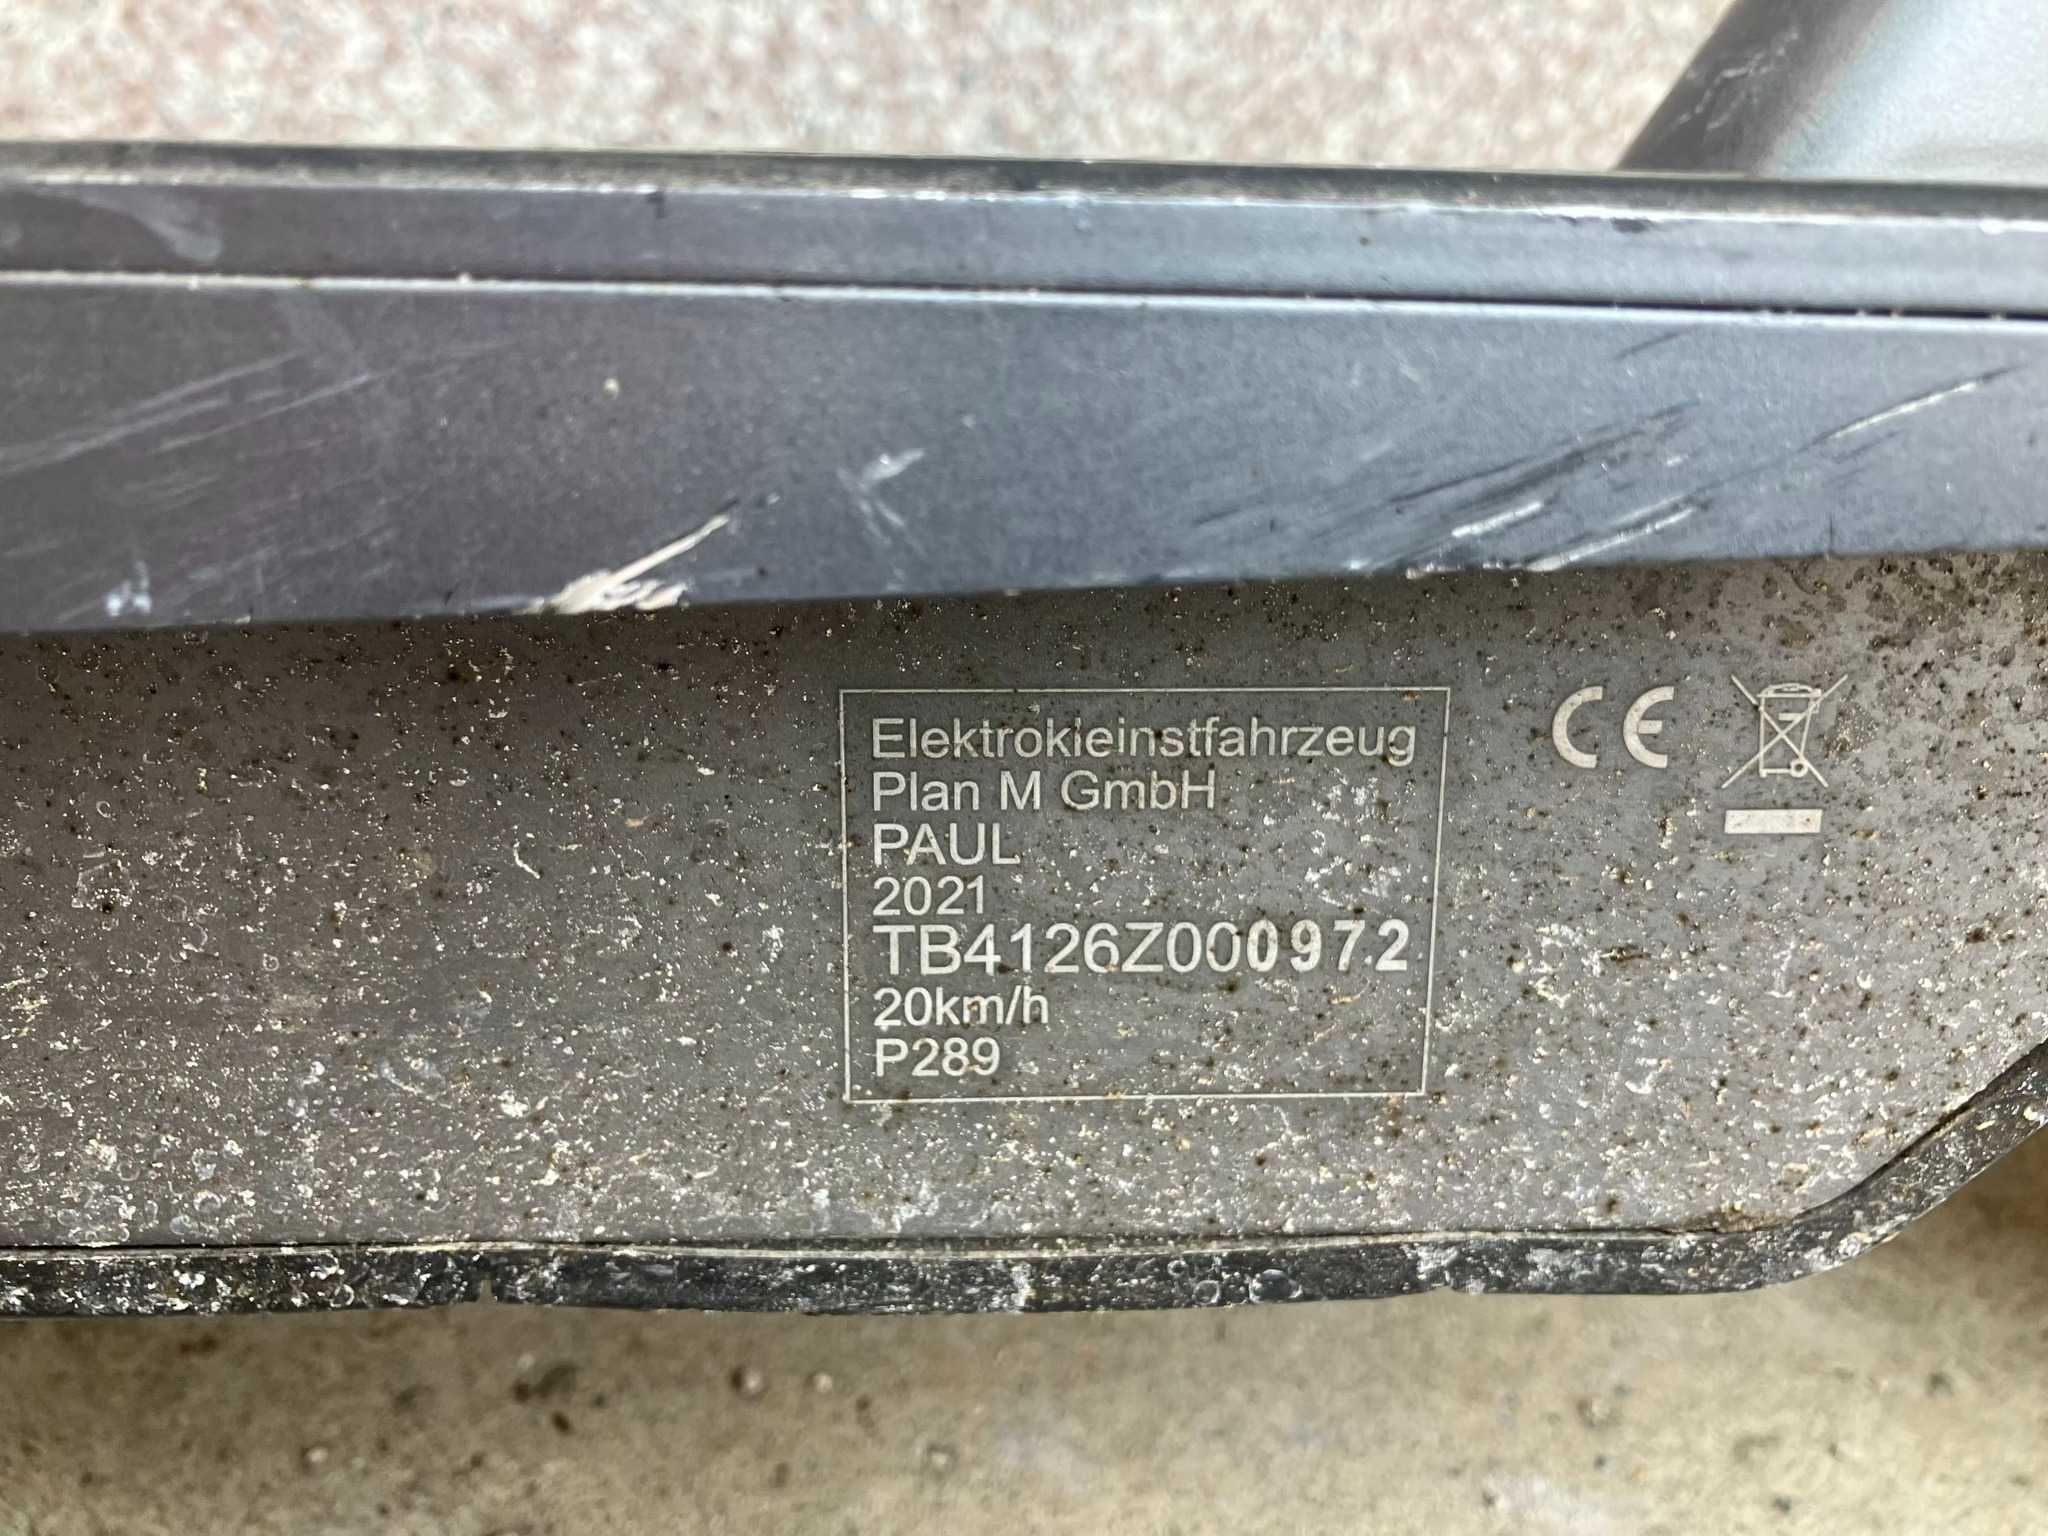 Elektrokleinstfahrzeug
Plan M GmbH
PAUL
2021
TB4126Z000972
20km/h
P289
CE